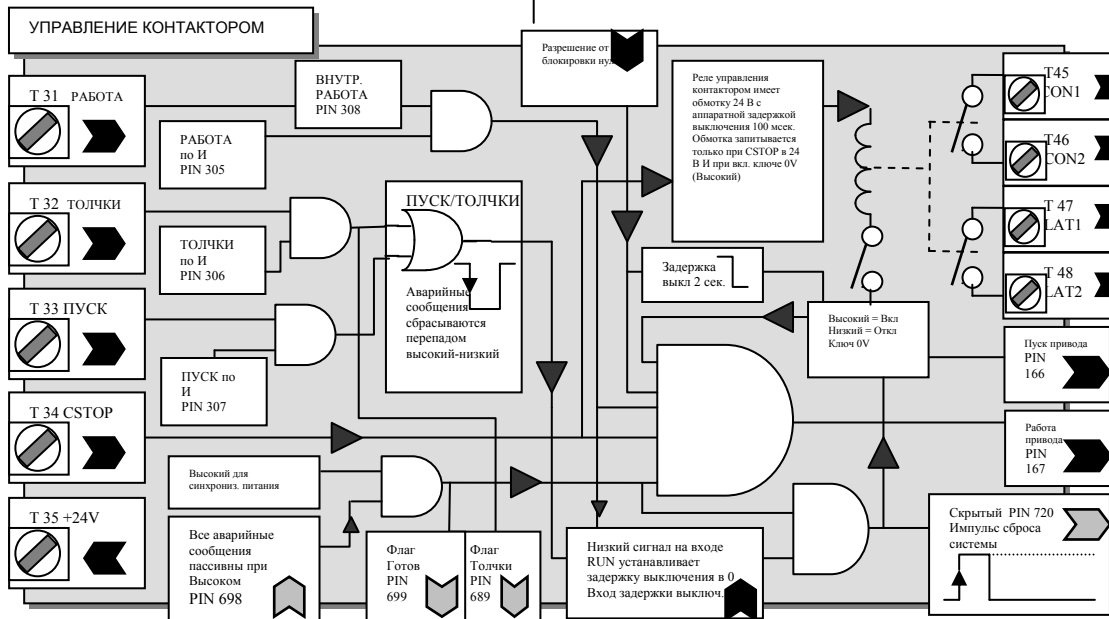 УПРАВЛЕНИЕ КОНТАКТОРОМ
Т 31 РАБОТА
РАБОТА
по И
PIN 305
ВНУТР.
РАБОТА
PIN 308
Разрешение от
блокировки нул
Реле управления
контактором имеет
обмотку 24 В с
аппаратной задержкой
выключения 100 мсек.
Обмотка запитывается
только при CSTOP в 24
В И при вкл. ключе 0V
(Высокий)
T45
CON1
T46
CON2
T 47
LAT1
T 48
LAT2
Т 32 ТОЛЧКИ
ТОЛЧКИ
по И
PIN 306
ПУСК/ТОЛЧКИ
Аварийные
сообщения
сбрасываются
перепадом
высокий-низкий
Задержка
выкл 2 сек.
Т 33 ПУСК
ПУСК по
И
PIN 307
Высокий = Вкл
Низкий = Откл
Ключ 0V
Пуск привода
PIN
166
Т 34 CSTOP
Работа
привода
PIN
167
Высокий для
синхрониз. питания
Т 35 +24V
Все аварийные
сообщения
пассивны при
Высоком
PIN 698
Флаг
Готов
PIN
699
Флаг
Толчки
PIN
689
Низкий сигнал на входе
RUN устанавливает
задержку выключения в 0
Вход задержки выключ.
Скрытый PIN 720
Импульс сброса
системы